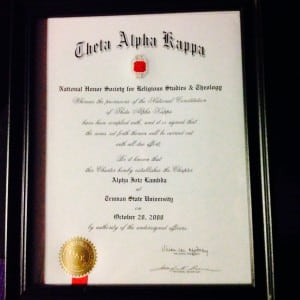 Theta Alpha Kappa
National Honor Society for Religious Studies & Theology
Whereas the provisions of the National Constitution
of Theta Alpha Kappa
have been complied with, and it is agreed that
the aims set forth therein will be carried out
with all due effort;
be it known that
this Charter hereby establishes the Chapter
Alpha Iota Lambda
at
Truman State University
on
October 28, 2008
by authority of the undersigned officers.